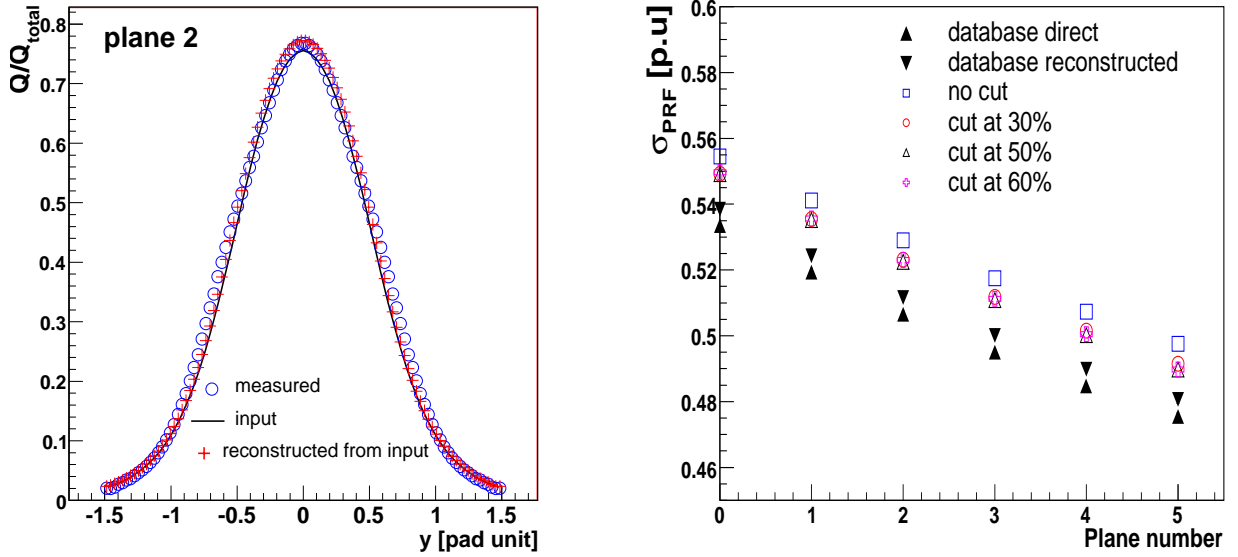 Q/Q_total
0.8
0.7
0.6
0.5
0.4
0.3
0.2
0.1
0
plane 2
measured
input
reconstructed from input
-1.5 -1 -0.5 0 0.5 1 1.5
y [pad unit]
σ_PRF [p.u]
0.6
0.58
0.56
0.54
0.52
0.5
0.48
0.46
database direct
database reconstructed
no cut
cut at 30%
cut at 50%
cut at 60%
0 1 2 3 4 5
Plane number